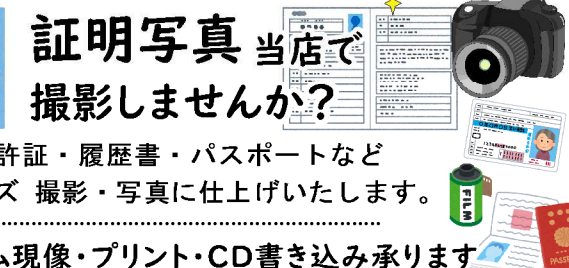 証明写真 当店で
撮影しませんか?
許証・履歴書・パスポートなど
ズ 撮影・写真に仕上げいたします。
ム現像・プリント・CD書き込み承ります
FILM